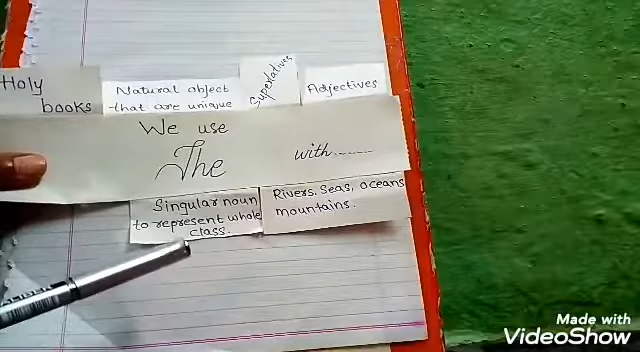 Holy
books
Natural object
that are unique
Superlatives
Adjectives
We use
The with........
Singular noun
to represent whole
class.
Rivers, Seas, Oceans
mountains.
Made with
VideoShow